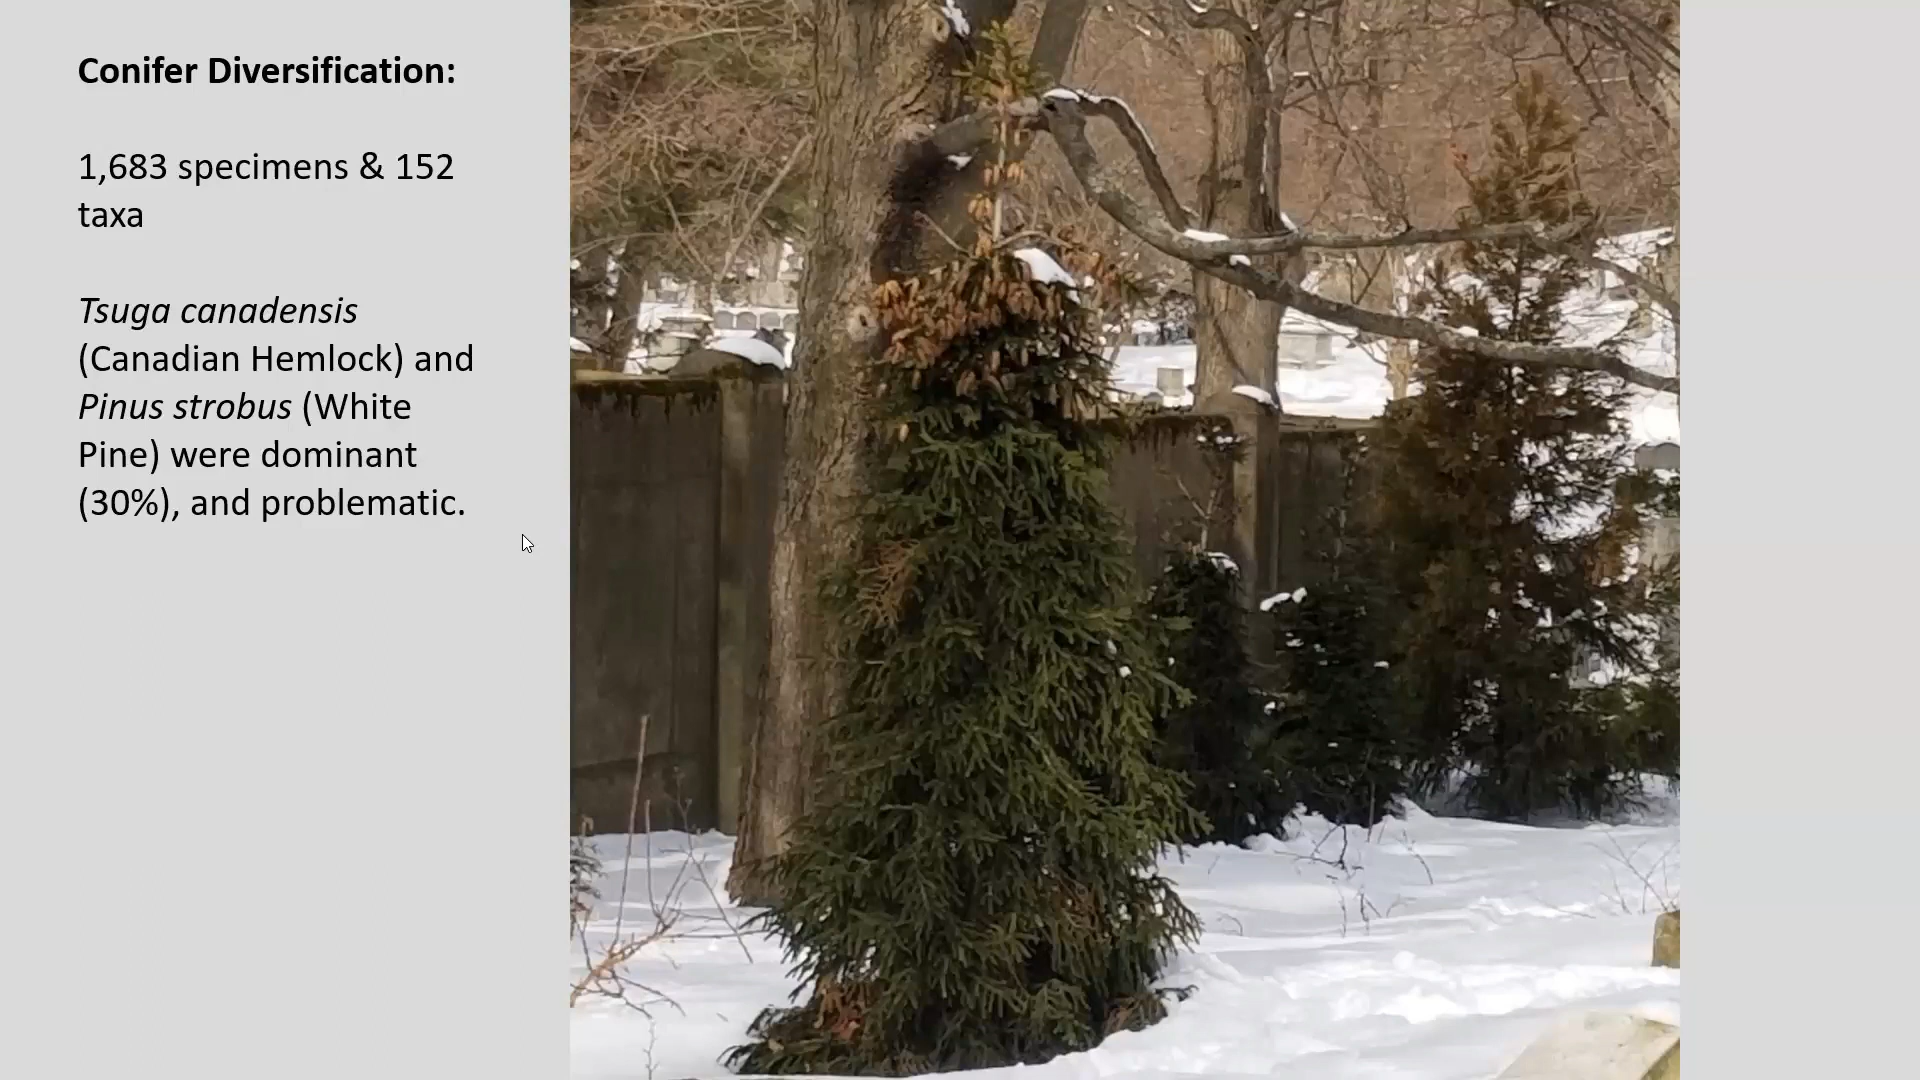 Conifer Diversification:
1,683 specimens & 152
taxa
Tsuga canadensis
(Canadian Hemlock) and
Pinus strobus (White
Pine) were dominant
(30%), and problematic.